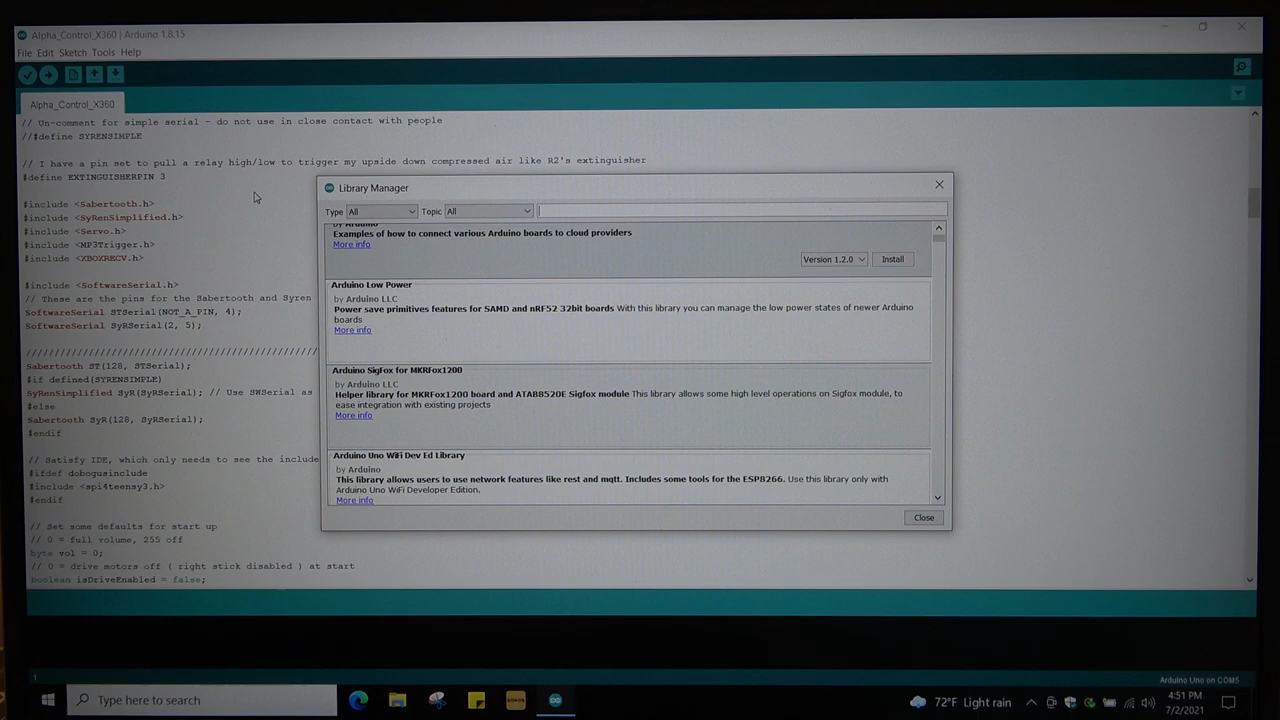 Alpha_Control_X360 | Arduino 1.8.15
File Edit Sketch Tools Help
Alpha_Control_X360
// Un-comment for simple serial - do not use in close contact with people
//#define SYRENSIMPLE
// I have a pin set to pull a relay high/low to trigger my upside down compressed air like R2's extinguisher
#define EXTINGUISHERPIN 3
#include <Sabertooth.h>
#include <SyRenSimplified.h>
#include <Servo.h>
#include <MP3Trigger.h>
#include <XBOXRECV.h>
#include <SoftwareSerial.h>
// These are the pins for the Sabertooth and Syren
SoftwareSerial STSerial(NOT_A_PIN, 4);
SoftwareSerial SyRSerial(2, 5);
////////////////////////////////////////////////////
Sabertooth ST(128, STSerial);
#if defined(SYRENSIMPLE)
SyRenSimplified SyR(SyRSerial); // Use SWSerial as
#else
Sabertooth SyR(128, SyRSerial);
#endif
// Satisfy IDE, which only needs to see the include
#ifdef dobogusinclude
#include <spi4teensy3.h>
#endif
// Set some defaults for start up
// 0 = full volume, 255 off
byte vol = 0;
// 0 = drive motors off ( right stick disabled ) at start
boolean isDriveEnabled = false;
Library Manager
Type All Topic All
by Arduino
Examples of how to connect various Arduino boards to cloud providers
More info
Version 1.2.0 Install
Arduino Low Power
by Arduino LLC
Power save primitives features for SAMD and nRF52 32bit boards With this library you can manage the low power states of newer Arduino
boards
More info
Arduino SigFox for MKRFox1200
by Arduino LLC
Helper library for MKRFox1200 board and ATAB8520E Sigfox module This library allows some high level operations on Sigfox module, to
ease integration with existing projects
More info
Arduino Uno WiFi Dev Ed Library
by Arduino
This library allows users to use network features like rest and mqtt. Includes some tools for the ESP8266. Use this library only with
Arduino Uno WiFi Developer Edition.
More info
Close
1
Arduino Uno on COM5
Type here to search
72°F Light rain
4:51 PM
7/2/2021